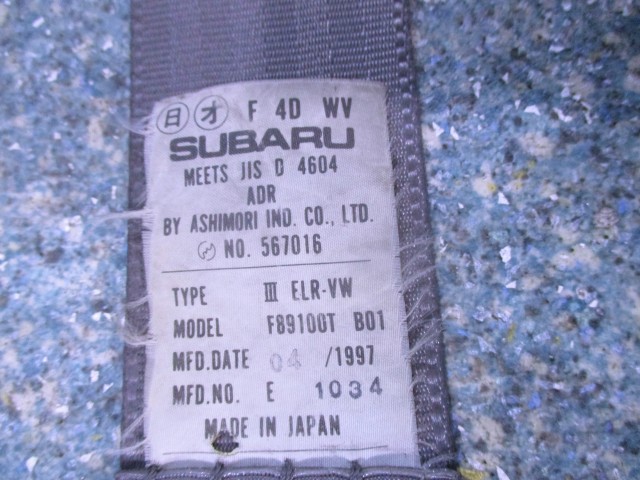 日 オ F 4D WV
SUBARU
MEETS JIS D 4604
ADR
BY ASHIMORI IND. CO., LTD.
NO. 567016
TYPE III ELR-VW
MODEL F89100T B01
MFD.DATE 04 /1997
MFD.NO. E 1034
MADE IN JAPAN